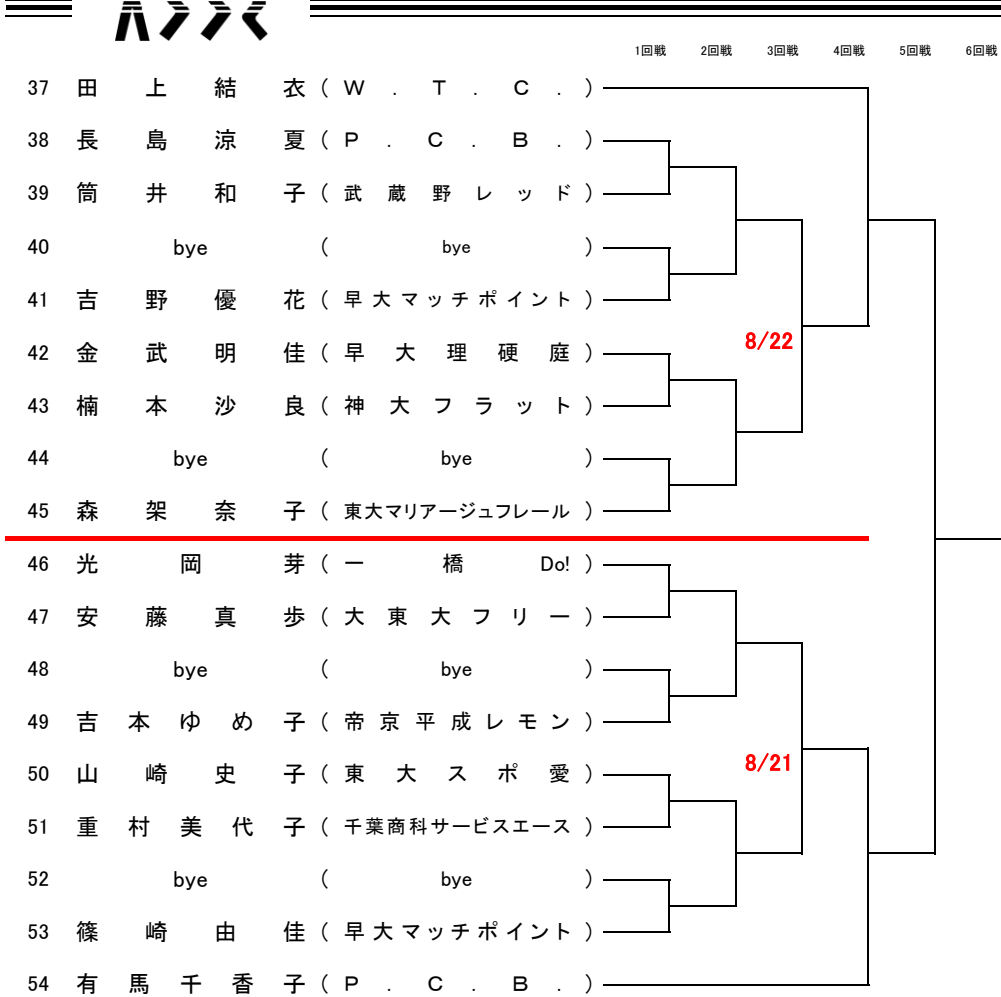 1回戦 2回戦 3回戦 4回戦 5回戦 6回戦
37 田上結衣 (W.T.C.)
38 長島涼夏 (P.C.B.)
39 筒井和子 (武蔵野レッド)
40 bye (bye)
41 吉野優花 (早大マッチポイント)
8/22
42 金武明佳 (早大理硬庭)
43 楠本沙良 (神大フラット)
44 bye (bye)
45 森架奈子 (東大マリアージュフレール)
46 光岡芽 (一橋Do!)
47 安藤真歩 (大東大フリー)
48 bye (bye)
49 吉本ゆめ子 (帝京平成レモン)
8/21
50 山崎史子 (東大スポ愛)
51 重村美代子 (千葉商科サービスエース)
52 bye (bye)
53 篠崎由佳 (早大マッチポイント)
54 有馬千香子 (P.C.B.)